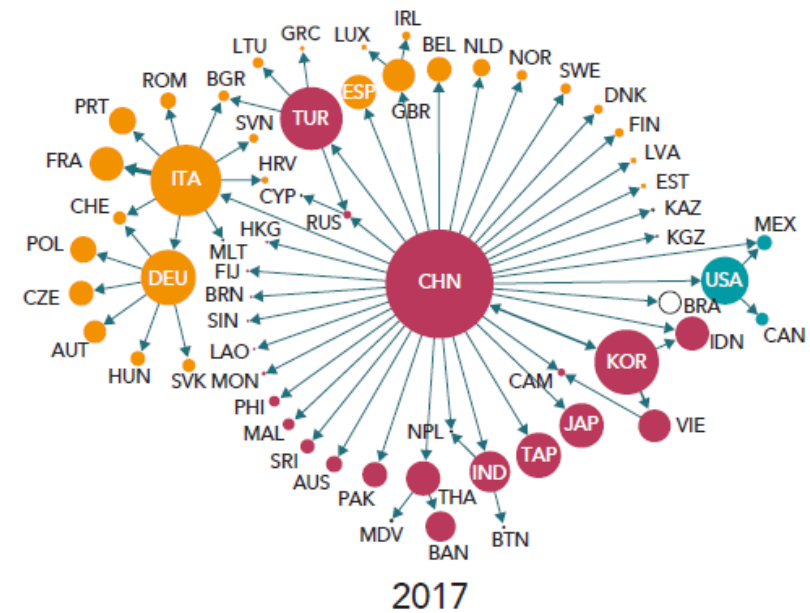 GRC
IRL
LUX
LTU
BEL
NLD
NOR
SWE
ROM
BGR
ESP
GBR
DNK
PRT
TUR
FIN
SVN
FRA
ITA
HRV
LVA
CYP
EST
CHE
RUS
KAZ
HKG
MEX
POL
MLT
KGZ
FIJ
DEU
CHN
USA
CZE
BRN
BRA
SIN
AUT
IDN
CAN
LAO
KOR
HUN
SVK
MON
CAM
PHI
MAL
NPL
JAP
VIE
SRI
TAP
AUS
IND
PAK
THA
MDV
BAN
BTN
2017